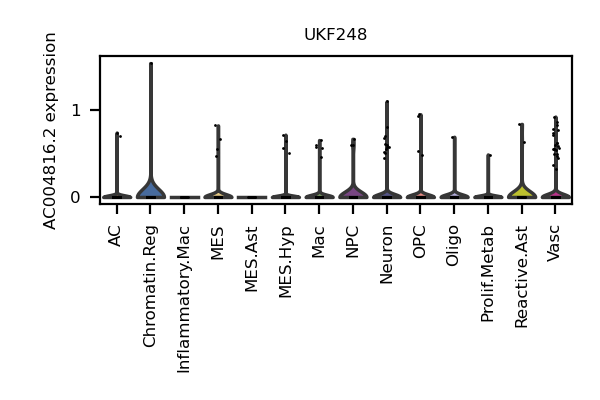 UKF248
AC004816.2 expression
1
0
AC
Chromatin.Reg
Inflammatory.Mac
MES
MES.Ast
MES.Hyp
Mac
NPC
Neuron
OPC
Oligo
Prolif.Metab
Reactive.Ast
Vasc